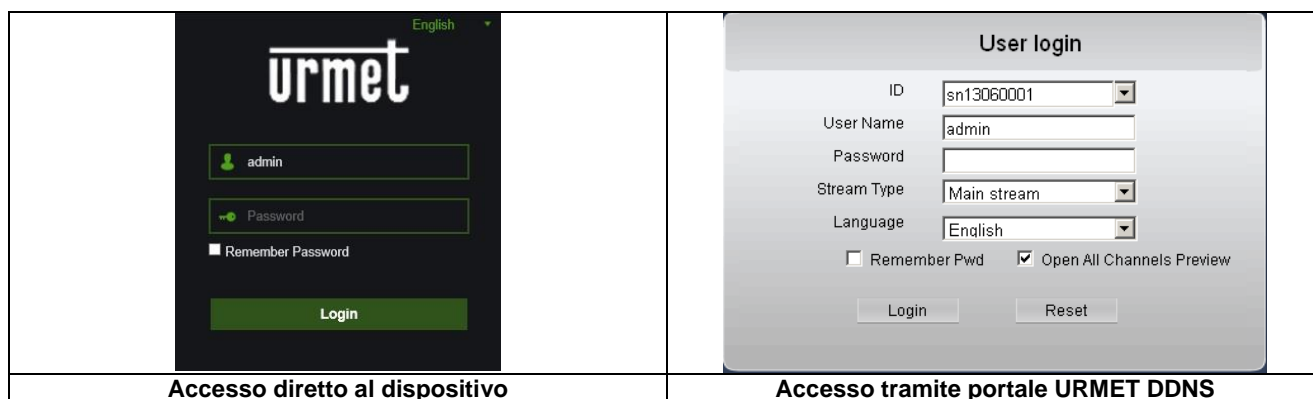 English
urmet
admin
Password
Remember Password
Login
Accesso diretto al dispositivo
User login
ID sn13060001
User Name admin
Password
Stream Type Main stream
Language English
Remember Pwd Open All Channels Preview
Login Reset
Accesso tramite portale URMET DDNS